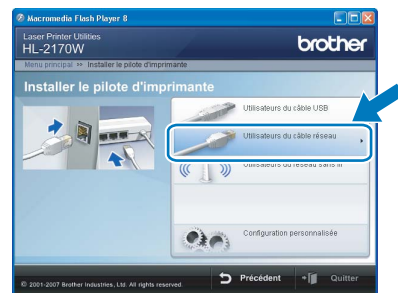 Macromedia Flash Player 8
Laser Printer Utilities
HL-2170W
brother
Menu principal >> Installer le pilote d'imprimante
Installer le pilote d'imprimante
Utilisateurs du câble USB
Utilisateurs du câble réseau
Utilisateurs du réseau sans fil
Configuration personnalisée
© 2001-2007 Brother Industries, Ltd. All rights reserved.
Précédent
Quitter